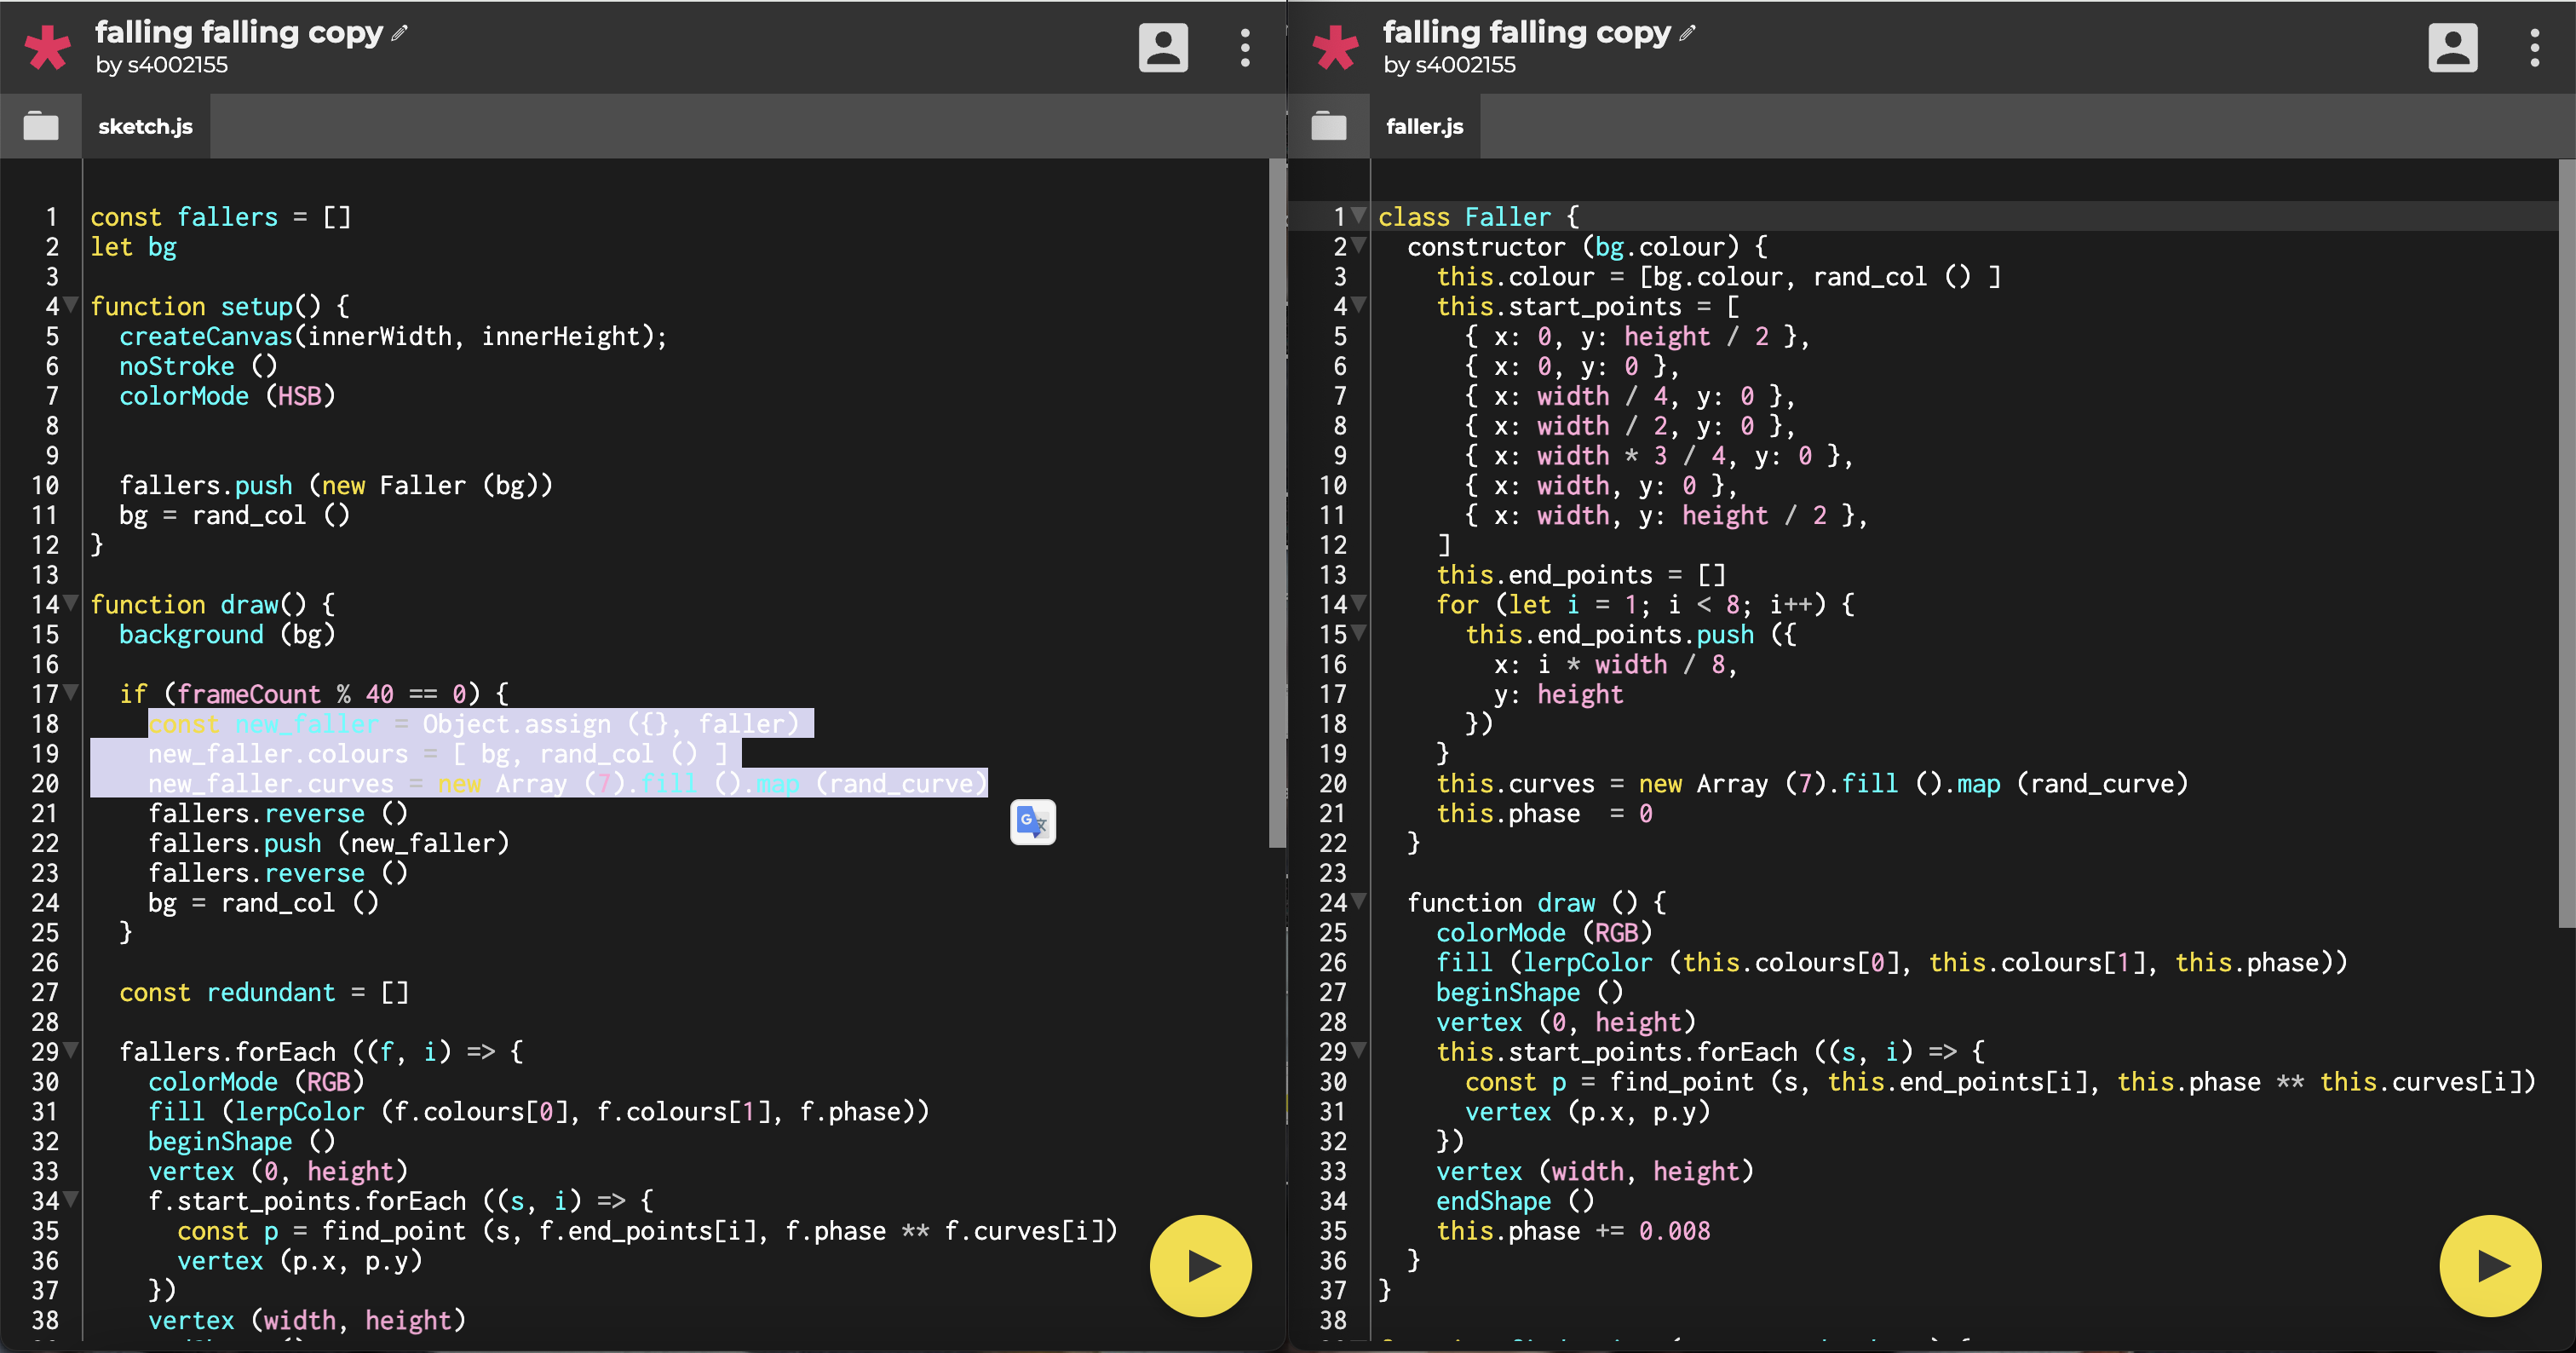 falling falling copy
by s4002155
sketch.js
1 const fallers = []
2 let bg
3
4 function setup() {
5   createCanvas(innerWidth, innerHeight);
6   noStroke ()
7   colorMode (HSB)
8
9
10   fallers.push (new Faller (bg))
11   bg = rand_col ()
12 }
13
14 function draw() {
15   background (bg)
16
17   if (frameCount % 40 == 0) {
18     const new_faller = Object.assign ({}, faller)
19     new_faller.colours = [ bg, rand_col () ]
20     new_faller.curves = new Array (7).fill ().map (rand_curve)
21     fallers.reverse ()
22     fallers.push (new_faller)
23     fallers.reverse ()
24     bg = rand_col ()
25   }
26
27   const redundant = []
28
29   fallers.forEach ((f, i) => {
30     colorMode (RGB)
31     fill (lerpColor (f.colours[0], f.colours[1], f.phase))
32     beginShape ()
33     vertex (0, height)
34     f.start_points.forEach ((s, i) => {
35       const p = find_point (s, f.end_points[i], f.phase ** f.curves[i])
36       vertex (p.x, p.y)
37     })
38     vertex (width, height)
falling falling copy
by s4002155
faller.js
1 class Faller {
2   constructor (bg.colour) {
3     this.colour = [bg.colour, rand_col () ]
4     this.start_points = [
5       { x: 0, y: height / 2 },
6       { x: 0, y: 0 },
7       { x: width / 4, y: 0 },
8       { x: width / 2, y: 0 },
9       { x: width * 3 / 4, y: 0 },
10       { x: width, y: 0 },
11       { x: width, y: height / 2 },
12     ]
13     this.end_points = []
14     for (let i = 1; i < 8; i++) {
15       this.end_points.push ({
16         x: i * width / 8,
17         y: height
18       })
19     }
20     this.curves = new Array (7).fill ().map (rand_curve)
21     this.phase  = 0
22   }
23
24   function draw () {
25     colorMode (RGB)
26     fill (lerpColor (this.colours[0], this.colours[1], this.phase))
27     beginShape ()
28     vertex (0, height)
29     this.start_points.forEach ((s, i) => {
30       const p = find_point (s, this.end_points[i], this.phase ** this.curves[i])
31       vertex (p.x, p.y)
32     })
33     vertex (width, height)
34     endShape ()
35     this.phase += 0.008
36   }
37 }
38